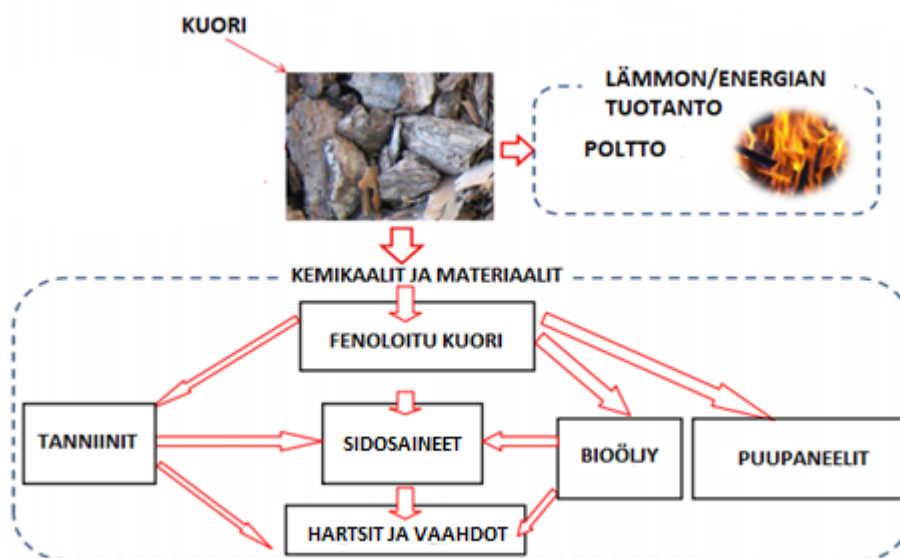 KUORI
LÄMMON/ENERGIAN
TUOTANTO
POLTTO
KEMIKAALIT JA MATERIAALIT
FENOLOITU KUORI
TANNIINIT
SIDOSAINEET
BIOÖLJY
PUUPANEELIT
HARTSIT JA VAAHDOT